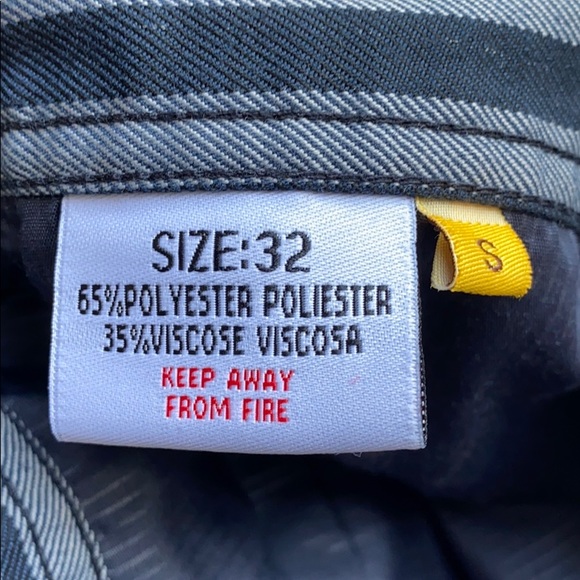 SIZE:32
65%POLYESTER POLIESTER
35%VISCOSE VISCOSA
KEEP AWAY
FROM FIRE
S